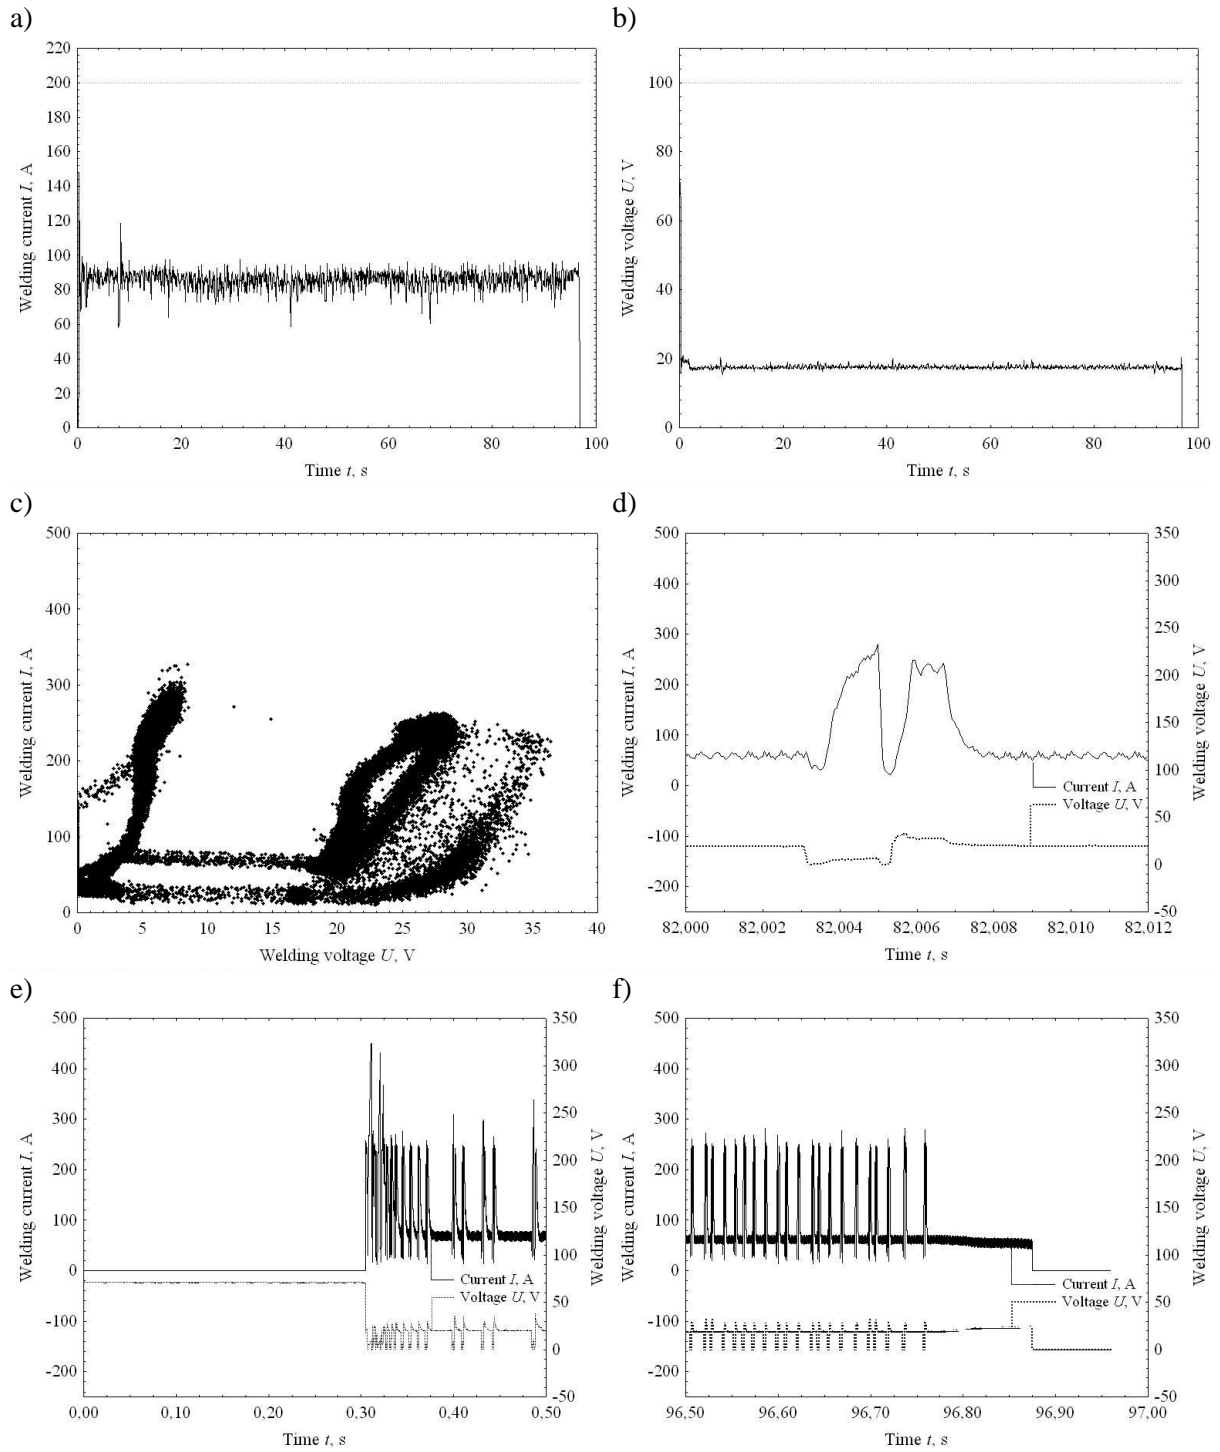 a)
b)
220
200
180
160
140
120
100
80
60
40
20
0
Welding current I, A
0 20 40 60 80 100
Time t, s
100
80
60
40
20
0
Welding voltage U, V
0 20 40 60 80 100
Time t, s
c)
d)
500
400
300
200
100
0
Welding current I, A
0 5 10 15 20 25 30 35 40
Welding voltage U, V
500
400
300
200
100
0
-100
-200
Welding current I, A
350
300
250
200
150
100
50
0
-50
Welding voltage U, V
Current I, A
Voltage U, V
82,000 82,002 82,004 82,006 82,008 82,010 82,012
Time t, s
e)
f)
500
400
300
200
100
0
-100
-200
Welding current I, A
350
300
250
200
150
100
50
0
-50
Welding voltage U, V
Current I, A
Voltage U, V
0,00 0,10 0,20 0,30 0,40 0,50
Time t, s
500
400
300
200
100
0
-100
-200
Welding current I, A
350
300
250
200
150
100
50
0
-50
Welding voltage U, V
Current I, A
Voltage U, V
96,50 96,60 96,70 96,80 96,90 97,00
Time t, s